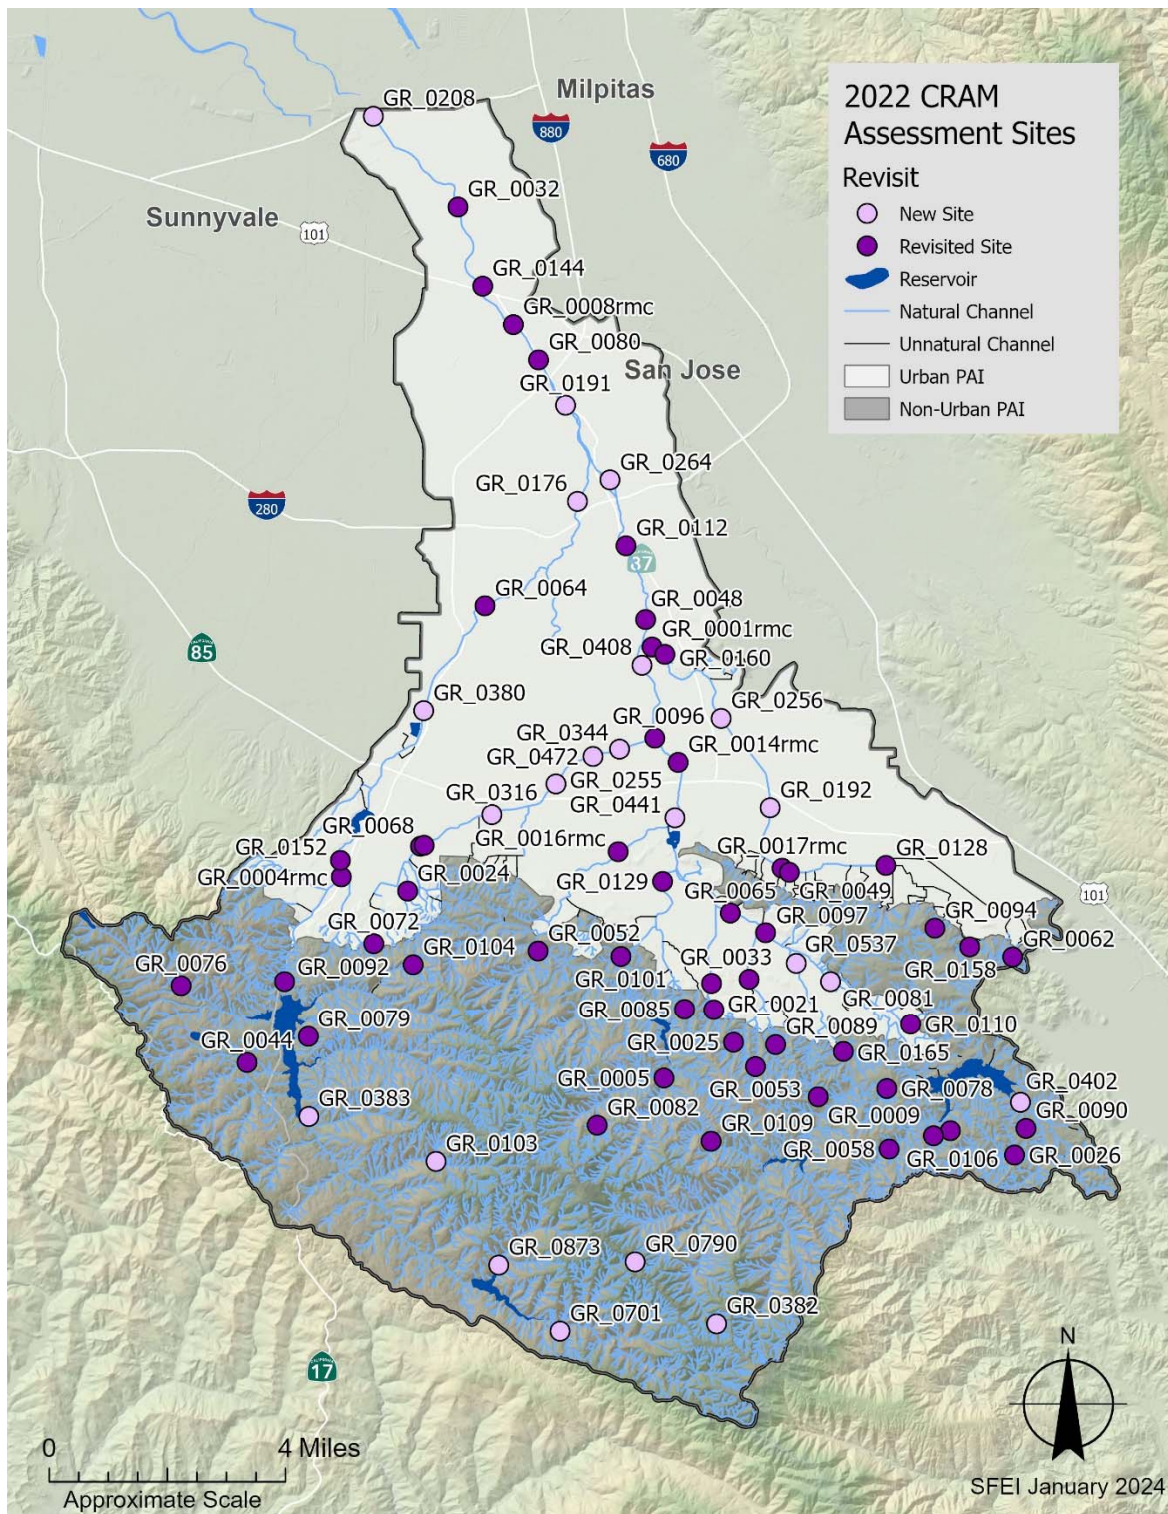 Milpitas
880
680
GR_0208
2022 CRAM
Assessment Sites
Revisit
New Site
Revisited Site
Reservoir
Natural Channel
Unnatural Channel
Urban PAI
Non-Urban PAI
GR_0032
Sunnyvale
101
GR_0144
GR_0008rmc
GR_0080
San Jose
GR_0191
GR_0264
GR_0176
280
GR_0112
87
GR_0064
GR_0048
GR_0001rmc
GR_0408
GR_0160
CALIFORNIA
85
GR_0380
GR_0256
GR_0096
GR_0344
GR_0014rmc
GR_0472
GR_0255
GR_0316
GR_0441
GR_0192
GR_0068
GR_0016rmc
GR_0152
GR_0017rmc
GR_0128
GR_0004rmc
GR_0024
GR_0129
GR_0065
GR_0049
101
GR_0072
GR_0052
GR_0097
GR_0094
GR_0104
GR_0033
GR_0537
GR_0062
GR_0076
GR_0092
GR_0101
GR_0158
GR_0085
GR_0021
GR_0081
GR_0079
GR_0110
GR_0044
GR_0025
GR_0089
GR_0165
GR_0005
GR_0053
GR_0078
GR_0402
GR_0383
GR_0082
GR_0009
GR_0090
GR_0103
GR_0109
GR_0058
GR_0106
GR_0026
GR_0873
GR_0790
GR_0701
GR_0382
CALIFORNIA
17
N
0
4 Miles
Approximate Scale
SFEI January 2024